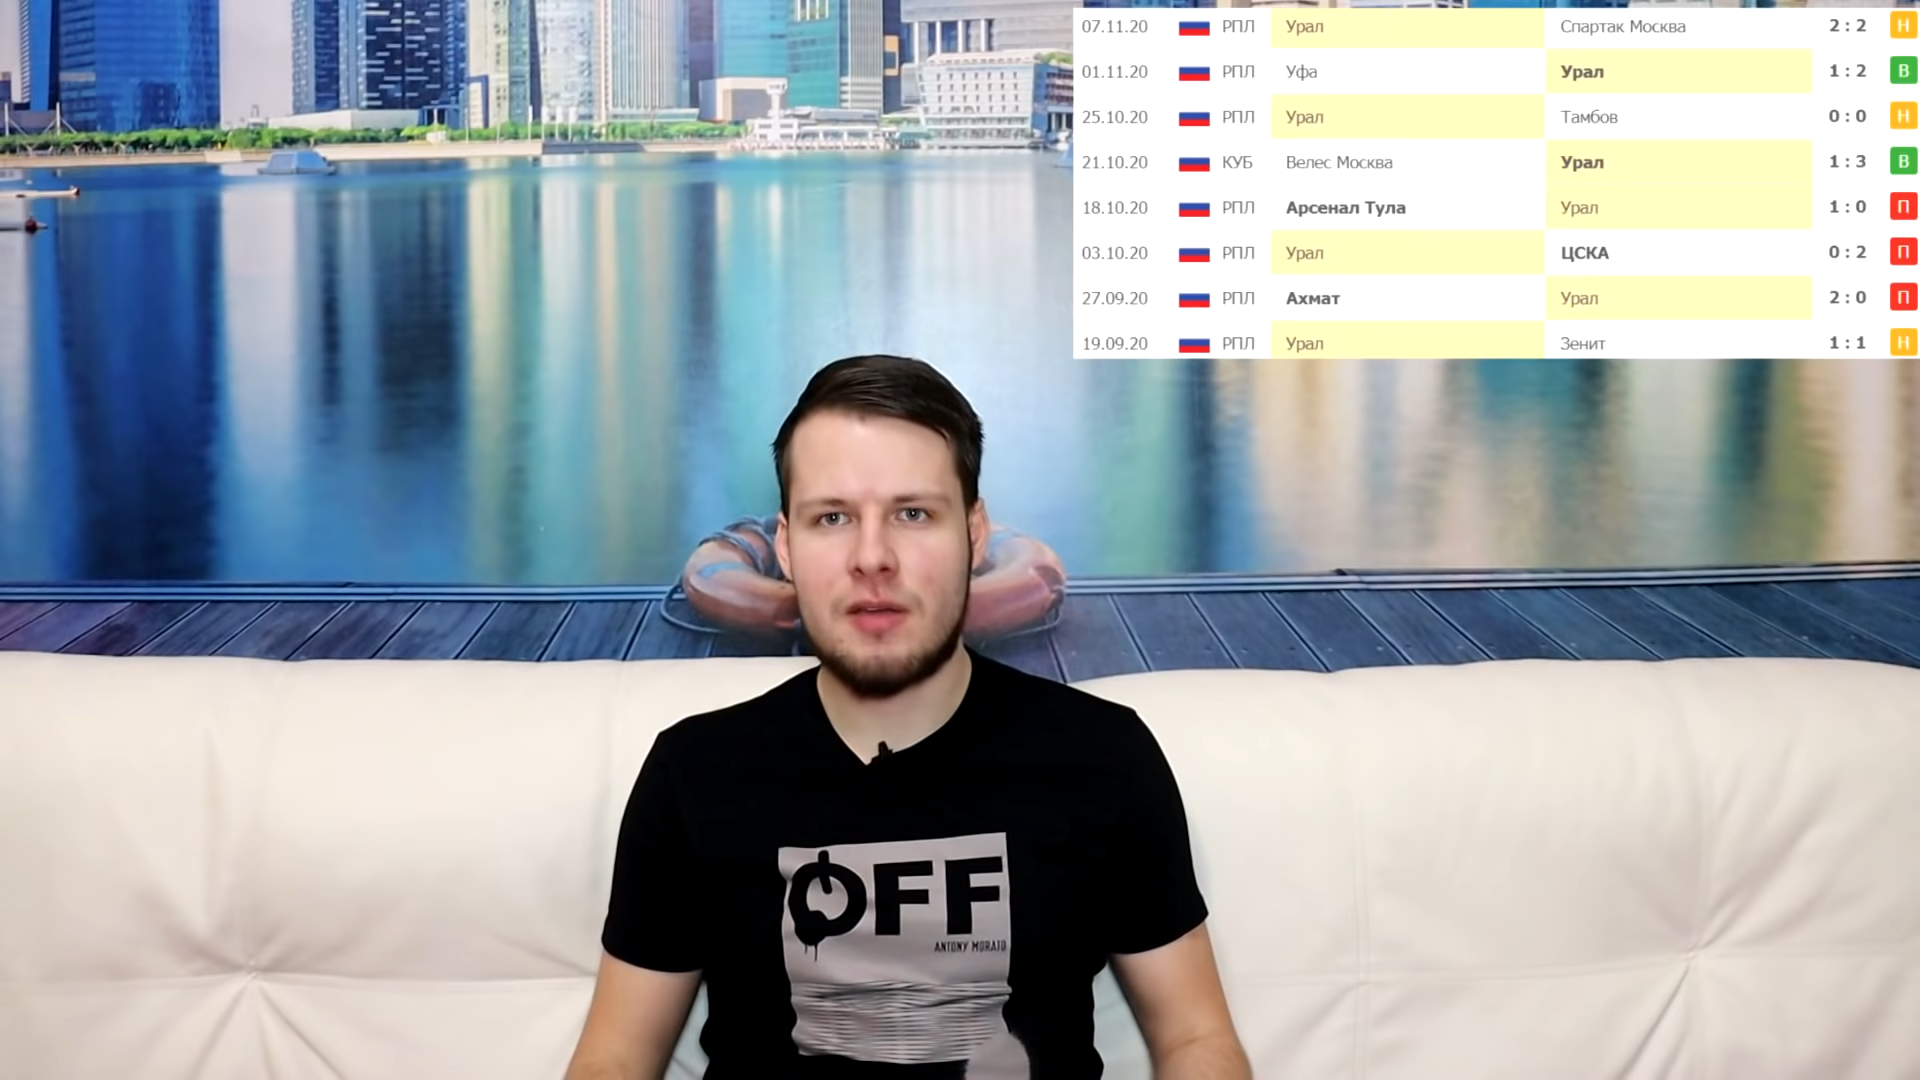 07.11.20 РПЛ Урал Спартак Москва 2 : 2 Н
01.11.20 РПЛ Уфа Урал 1 : 2 В
25.10.20 РПЛ Урал Тамбов 0 : 0 Н
21.10.20 КУБ Велес Москва Урал 1 : 3 В
18.10.20 РПЛ Арсенал Тула Урал 1 : 0 П
03.10.20 РПЛ Урал ЦСКА 0 : 2 П
27.09.20 РПЛ Ахмат Урал 2 : 0 П
19.09.20 РПЛ Урал Зенит 1 : 1 Н
OFF
ANTONY MORATO